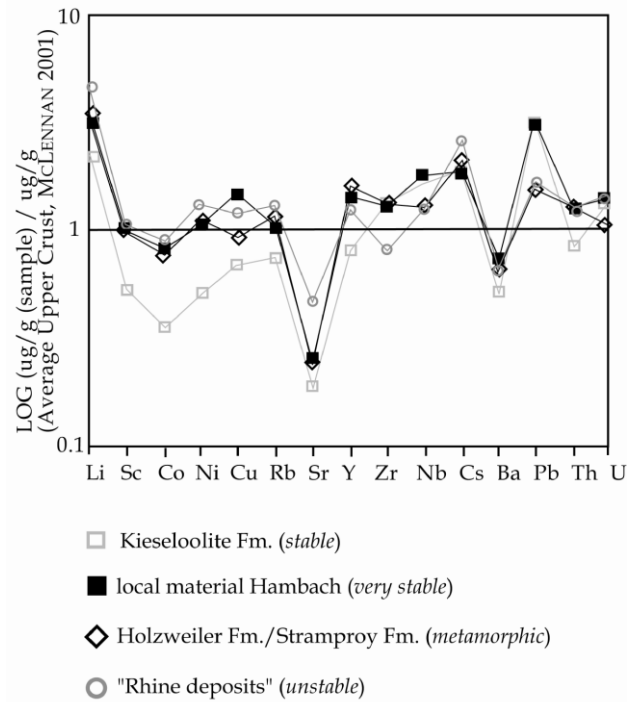 10
1
0.1
LOG (ug/g (sample) / ug/g
(Average Upper Crust, MCLENNAN 2001)
Li Sc Co Ni Cu Rb Sr Y Zr Nb Cs Ba Pb Th U
Kieseloolite Fm. (stable)
local material Hambach (very stable)
Holzweiler Fm./Stramproy Fm. (metamorphic)
"Rhine deposits" (unstable)